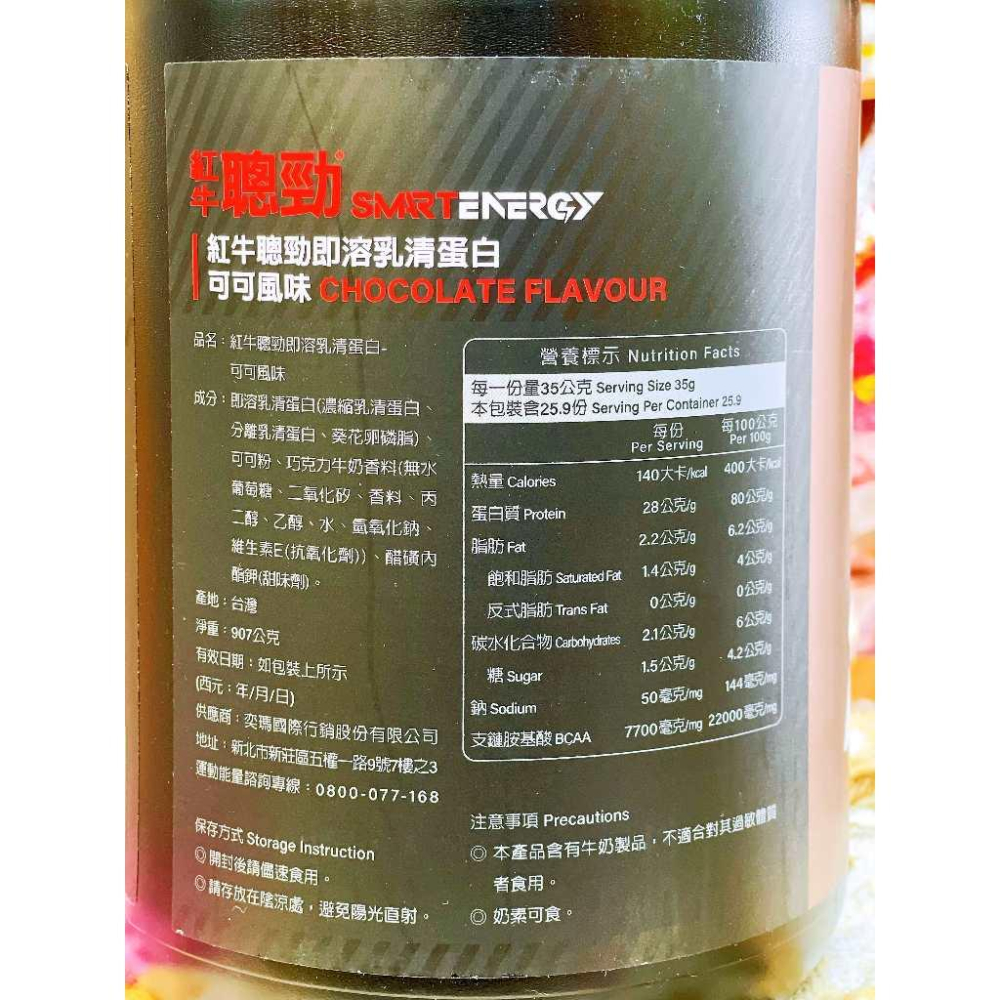 紅牛聰勁® SMARTENERGY
紅牛聰勁即溶乳清蛋白
可可風味 CHOCOLATE FLAVOUR
品名：紅牛聰勁即溶乳清蛋白-
可可風味
成分：即溶乳清蛋白(濃縮乳清蛋白、
分離乳清蛋白、葵花卵磷脂)、
可可粉、巧克力牛奶香料(無水
葡萄糖、二氧化矽、香料、丙
二醇、乙醇、水、氫氧化鈉、
維生素E(抗氧化劑))、醋磺內
酯鉀(甜味劑)。
產地：台灣
淨重：907公克
有效日期：如包裝上所示
(西元：年/月/日)
供應商：奕瑪國際行銷股份有限公司
地址：新北市新莊區五權一路9號7樓之3
運動能量諮詢專線：0800-077-168
保存方式 Storage Instruction
◎開封後請儘速食用。
◎請存放在陰涼處，避免陽光直射。
營養標示 Nutrition Facts
每一份量35公克 Serving Size 35g
本包裝含25.9份 Serving Per Container 25.9
每份 每100公克
Per Serving Per 100g
熱量 Calories 140大卡/kcal 400大卡/kcal
蛋白質 Protein 28公克/g 80公克/g
脂肪 Fat 2.2公克/g 6.2公克/g
飽和脂肪 Saturated Fat 1.4公克/g 4公克/g
反式脂肪 Trans Fat 0公克/g 0公克/g
碳水化合物 Carbohydrates 2.1公克/g 6公克/g
糖 Sugar 1.5公克/g 4.2公克/g
鈉 Sodium 50毫克/mg 144毫克/mg
支鏈胺基酸 BCAA 7700毫克/mg 22000毫克/mg
注意事項 Precautions
◎ 本產品含有牛奶製品，不適合對其過敏體質
者食用。
◎ 奶素可食。